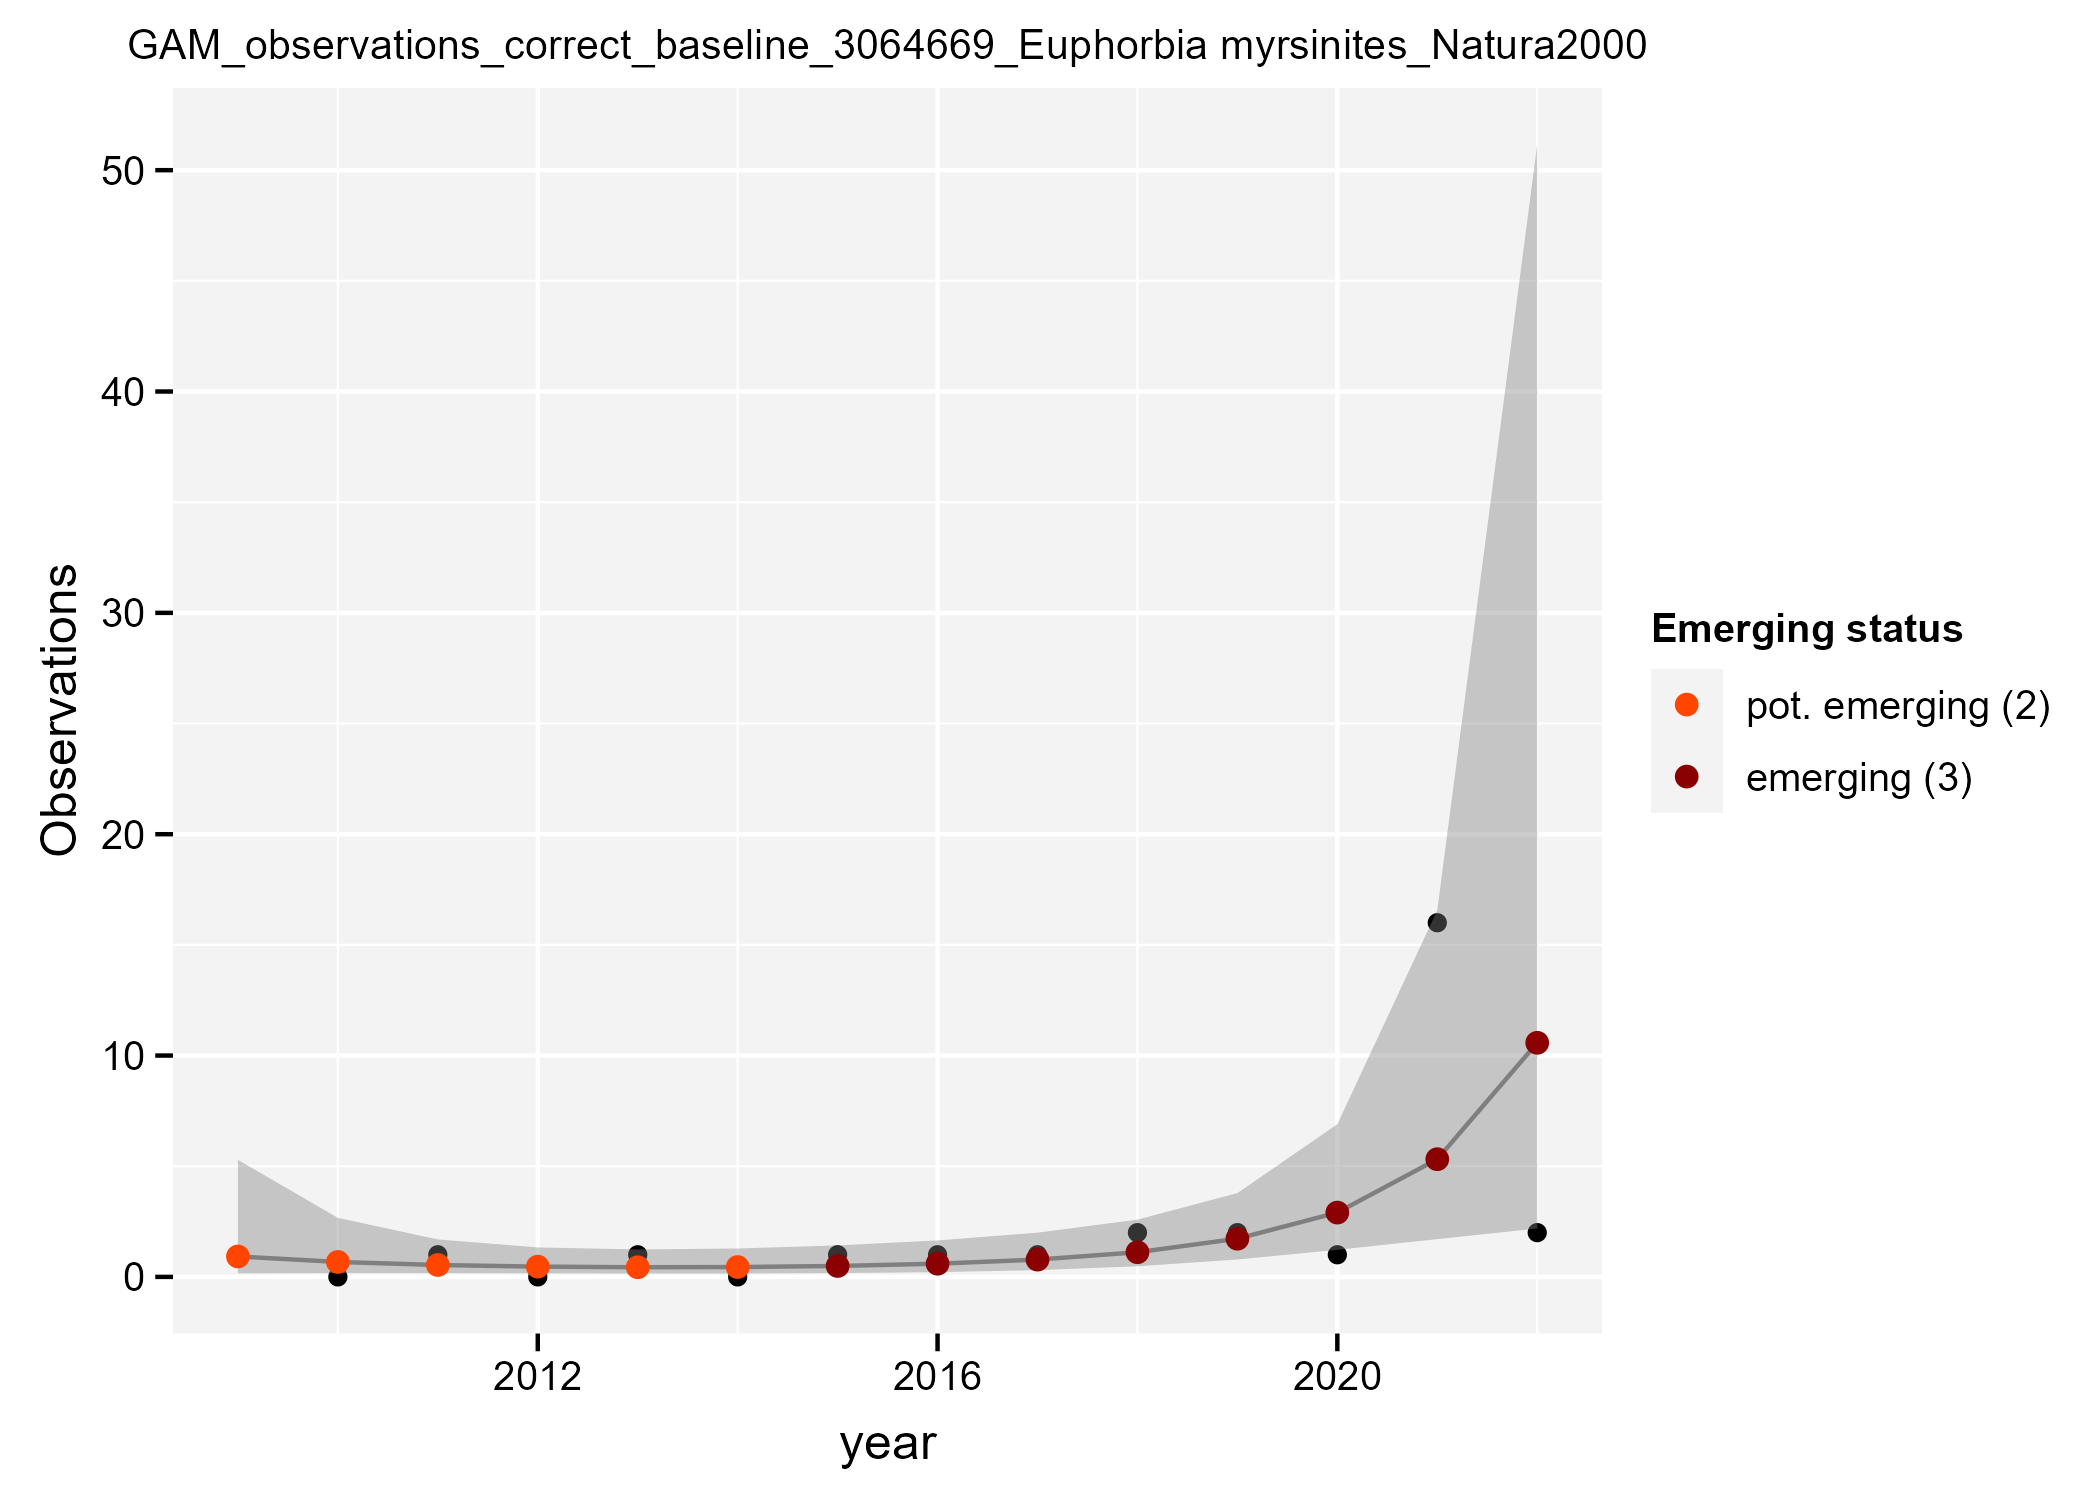 GAM_observations_correct_baseline_3064669_Euphorbia myrsinites_Natura2000
50
40
30
20
10
0
Observations
2012
2016
2020
year
Emerging status
pot. emerging (2)
emerging (3)